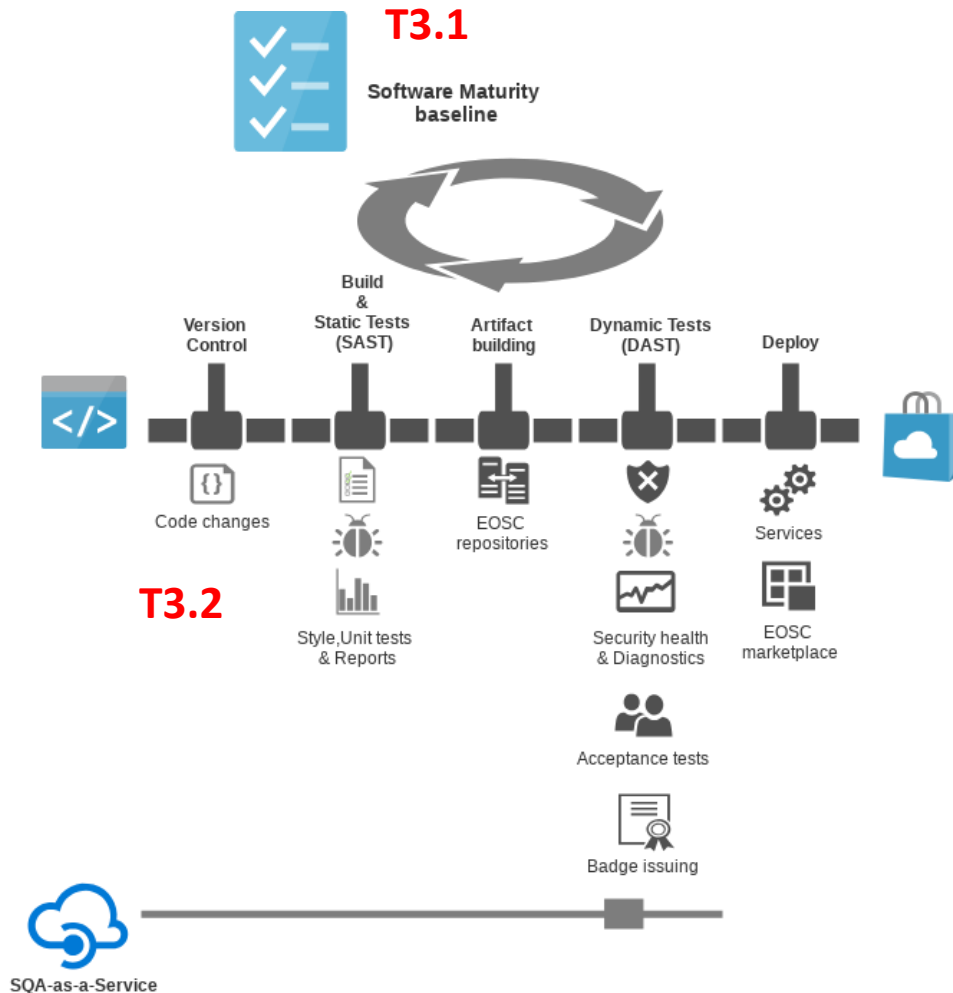 T3.1
Software Maturity
baseline
Version
Control
Build
&
Static Tests
(SAST)
Artifact
building
Dynamic Tests
(DAST)
Deploy
</>
{}
Code changes
Style,Unit tests
& Reports
EOSC
repositories
Security health
& Diagnostics
Acceptance tests
Badge issuing
Services
EOSC
marketplace
T3.2
SQA-as-a-Service